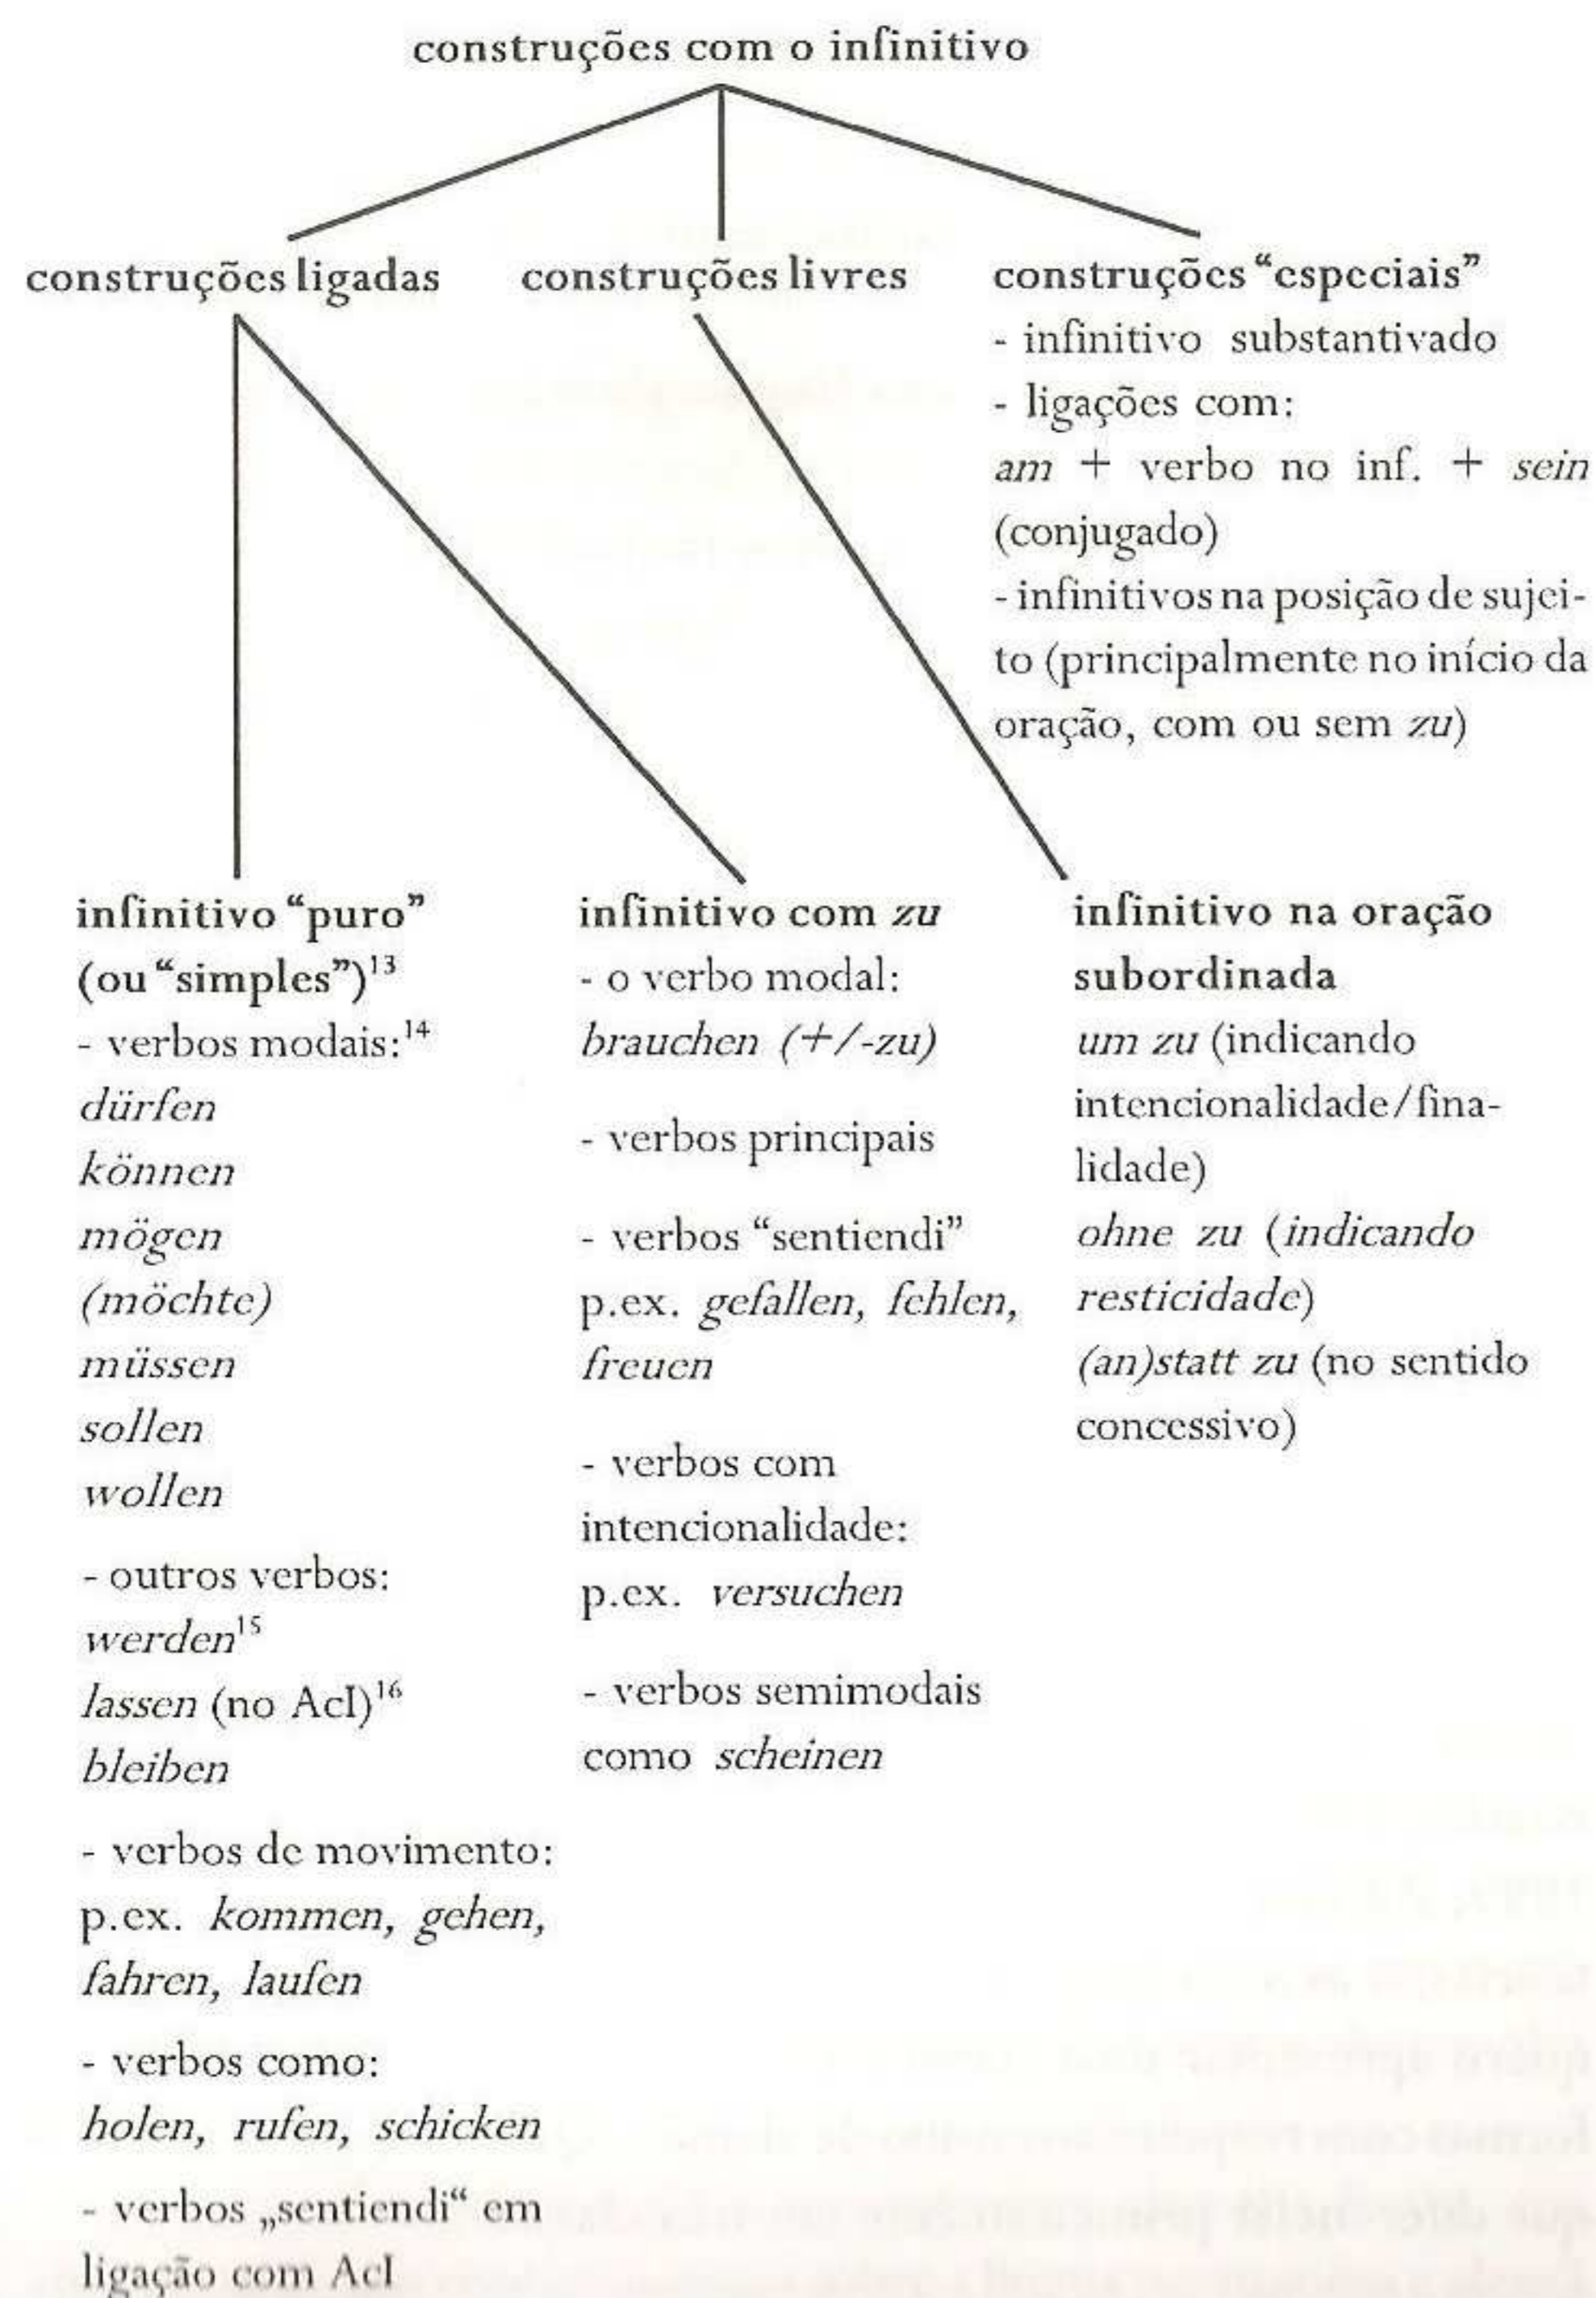 construções com o infinitivo
construções ligadas
construções livres
construções “especiais”
- infinitivo substantivado
- ligações com:
am + verbo no inf. + sein
(conjugado)
- infinitivos na posição de sujei-
to (principalmente no início da
oração, com ou sem zu)
infinitivo “puro”
(ou “simples”)¹³
- verbos modais:¹⁴
dürfen
können
mögen
(möchte)
müssen
sollen
wollen
- outros verbos:
werden¹⁵
lassen (no AcI)¹⁶
bleiben
- verbos de movimento:
p.ex. kommen, gehen,
fahren, laufen
- verbos como:
holen, rufen, schicken
- verbos „sentiendi“ em
ligação com AcI
infinitivo com zu
- o verbo modal:
brauchen (+/-zu)
- verbos principais
- verbos “sentiendi”
p.ex. gefallen, fehlen,
freuen
- verbos com
intencionalidade:
p.ex. versuchen
- verbos semimodais
como scheinen
infinitivo na oração
subordinada
um zu (indicando
intencionalidade/fina-
lidade)
ohne zu (indicando
resticidade)
(an)statt zu (no sentido
concessivo)